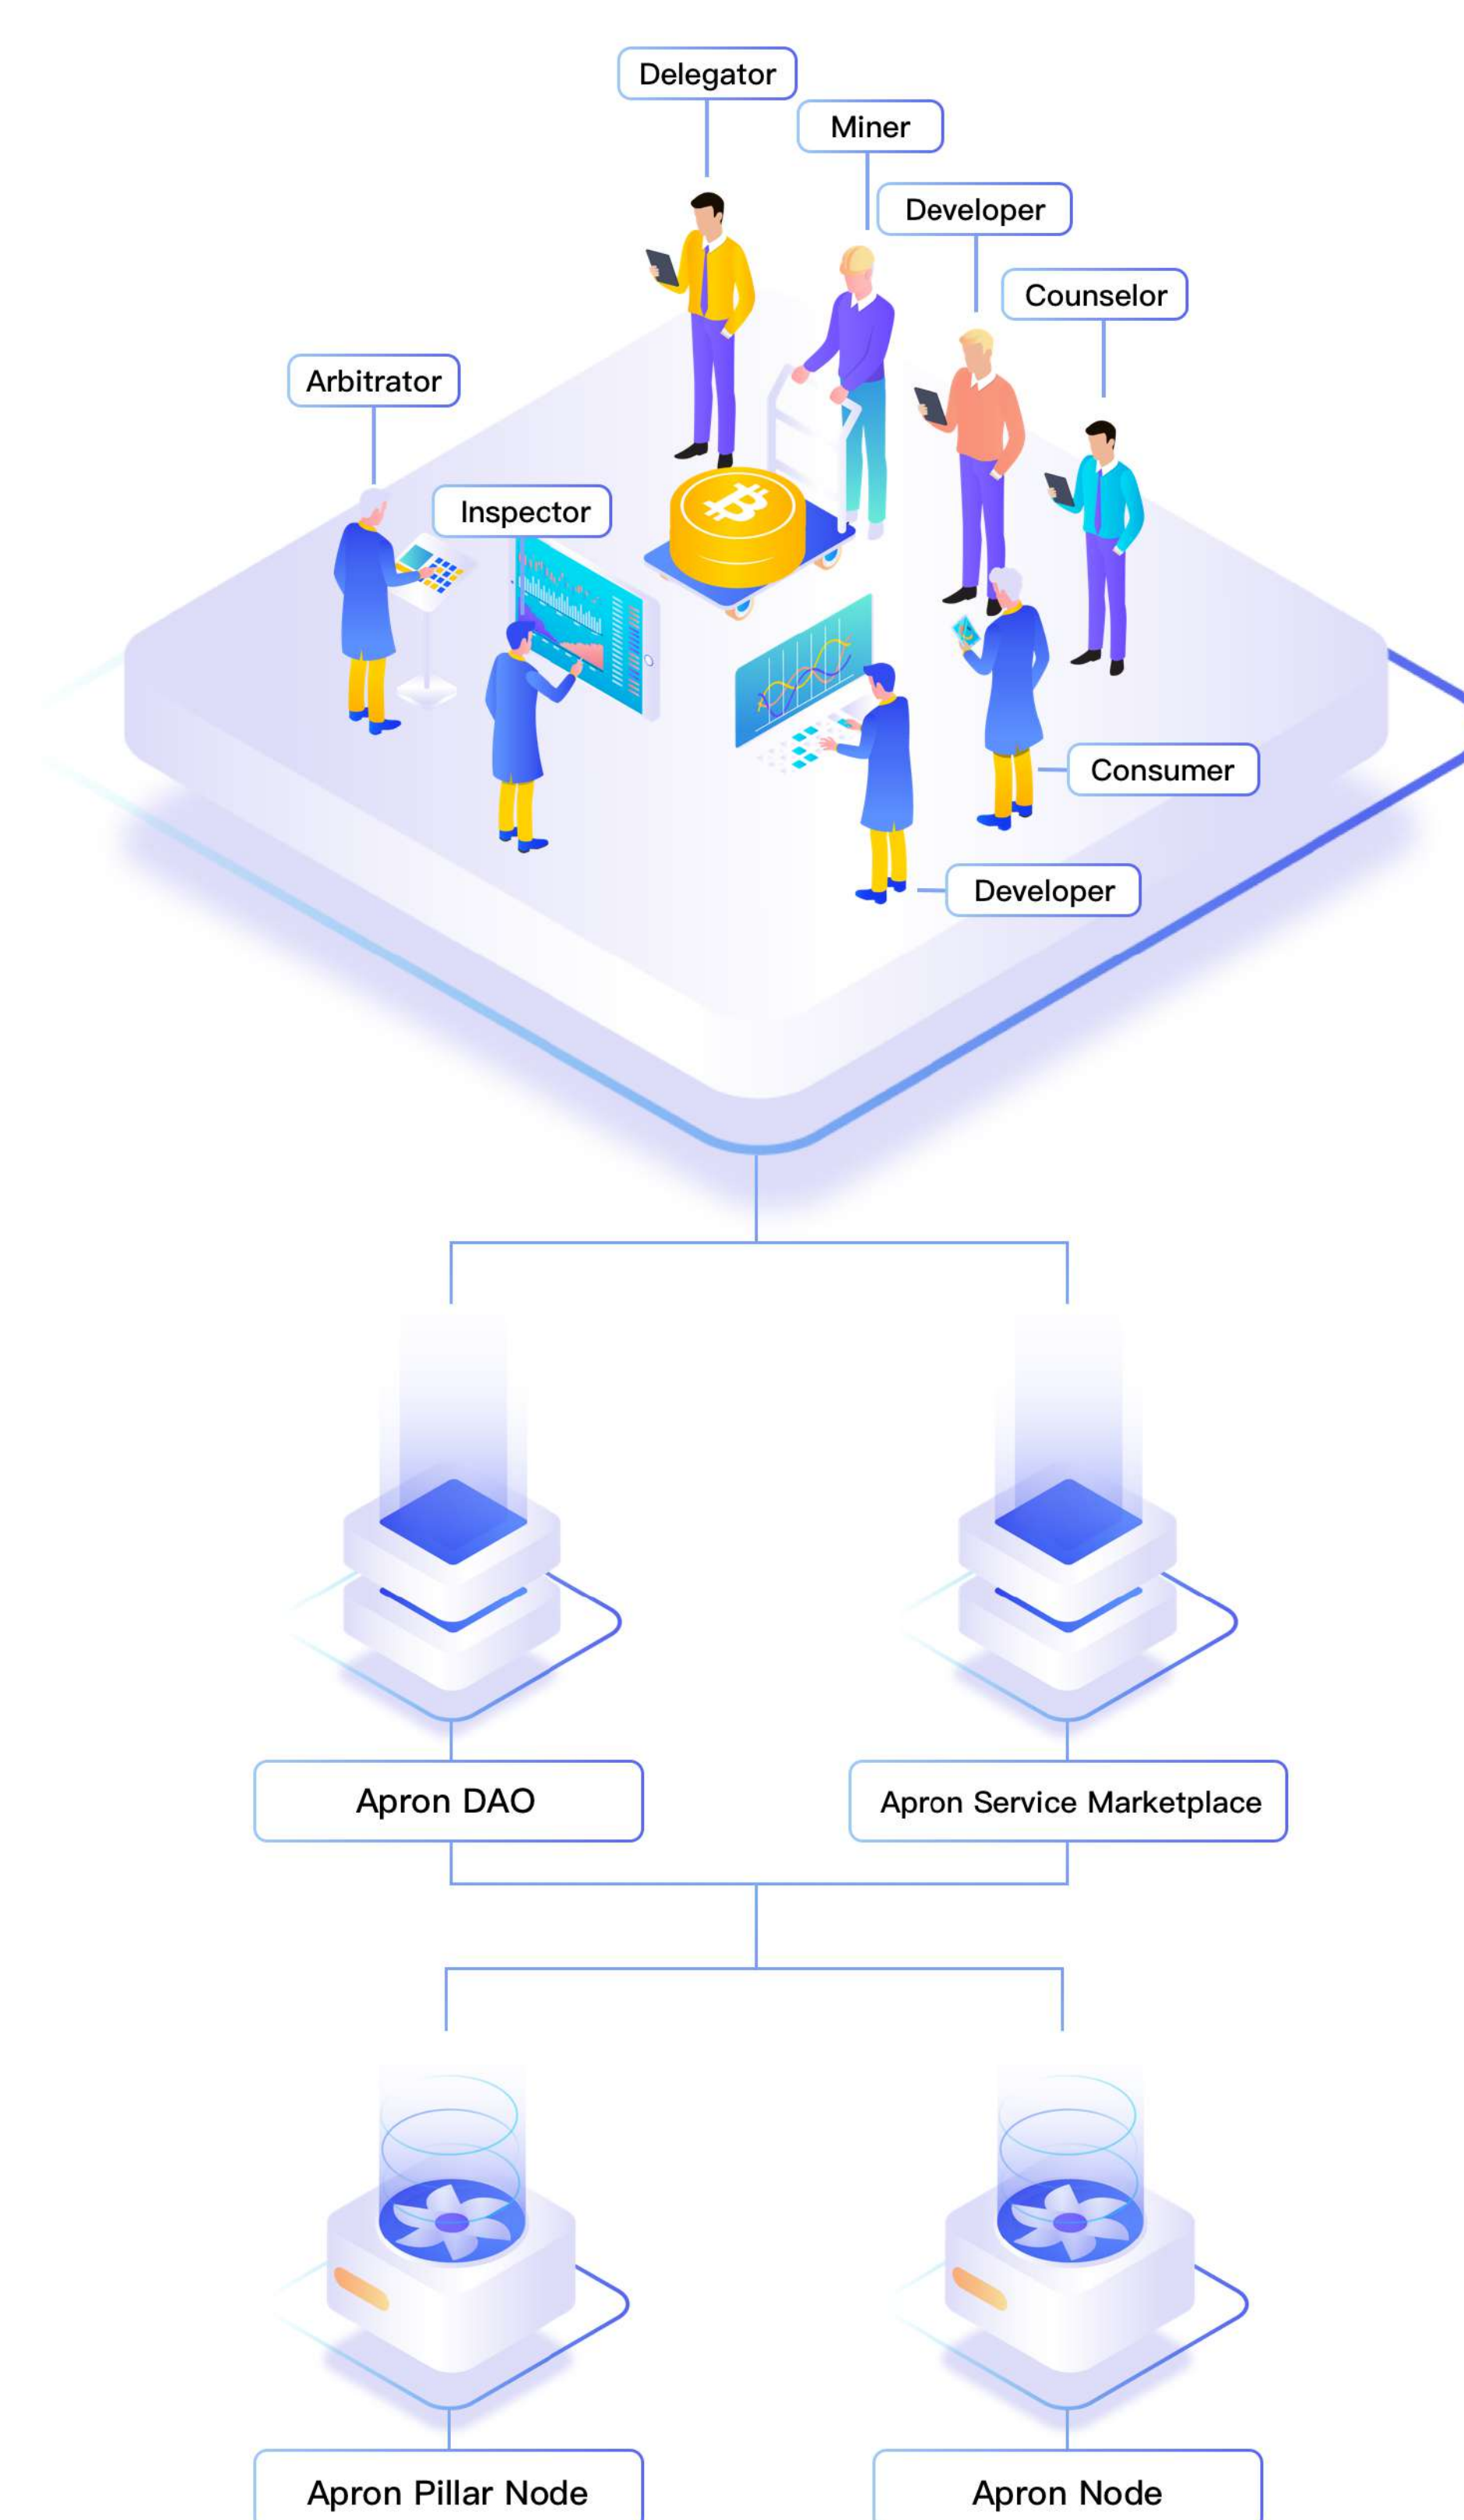 Delegator
Miner
Developer
Counselor
Arbitrator
Inspector
Consumer
Developer
Apron DAO
Apron Service Marketplace
Apron Pillar Node
Apron Node